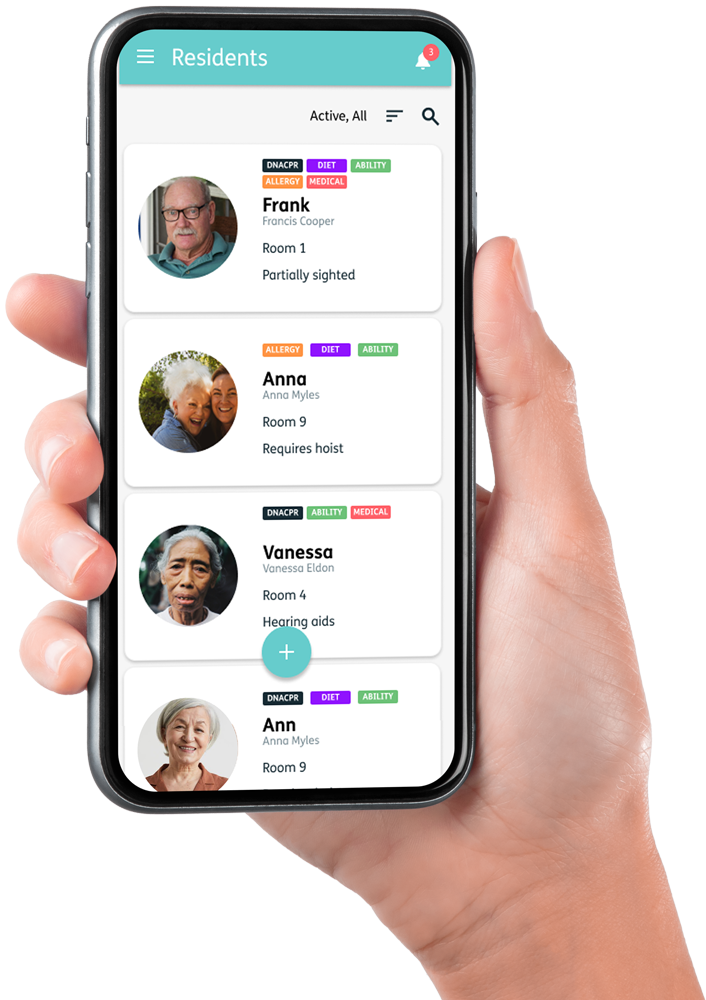 Residents
3
Active, All
DNACPR DIET ABILITY
ALLERGY MEDICAL
Frank
Francis Cooper
Room 1
Partially sighted
ALLERGY DIET ABILITY
Anna
Anna Myles
Room 9
Requires hoist
DNACPR ABILITY MEDICAL
Vanessa
Vanessa Eldon
Room 4
Hearing aids
+
DNACPR DIET ABILITY
Ann
Anna Myles
Room 9